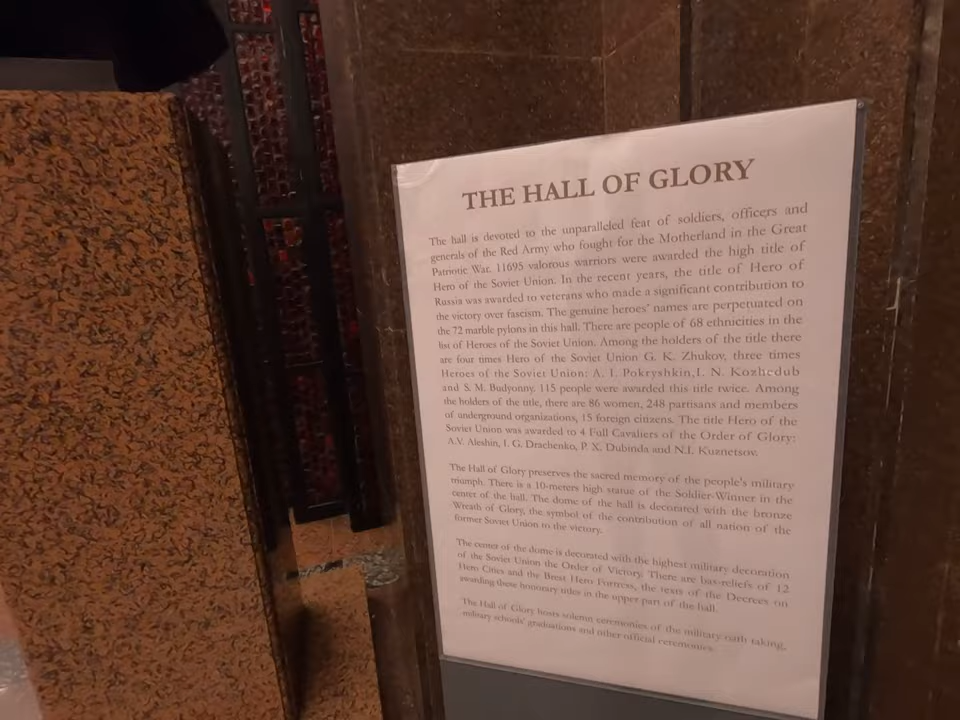 THE HALL OF GLORY
The hall is devoted to the unparalleled feat of soldiers, officers and
generals of the Red Army who fought for the Motherland in the Great
Patriotic War. 11695 valorous warriors were awarded the high title of
Hero of the Soviet Union. In the recent years, the title of Hero of
Russia was awarded to veterans who made a significant contribution to
the victory over fascism. The genuine heroes' names are perpetuated on
the 72 marble pylons in this hall. There are people of 68 ethnicities in the
list of Heroes of the Soviet Union. Among the holders of the title there
are four times Hero of the Soviet Union G. K. Zhukov, three times
Heroes of the Soviet Union: A. I. Pokryshkin,I. N. Kozhedub
and S. M. Budyonny. 115 people were awarded this title twice. Among
the holders of the title, there are 86 women, 248 partisans and members
of underground organizations, 15 foreign citizens. The title Hero of the
Soviet Union was awarded to 4 Full Cavaliers of the Order of Glory:
A.V. Aleshin, I. G. Drachenko, P. X. Dubinda and N.I. Kuznetsov.
The Hall of Glory preserves the sacred memory of the people's military
triumph. There is a 10-meters high statue of the Soldier-Winner in the
center of the hall. The dome of the hall is decorated with the bronze
Wreath of Glory, the symbol of the contribution of all nation of the
former Soviet Union to the victory.
The center of the dome is decorated with the highest military decoration
of the Soviet Union the Order of Victory. There are bas-reliefs of 12
Hero Cities and the Brest Hero Fortress, the texts of the Decrees on
awarding these honorary titles in the upper part of the hall.
The Hall of Glory hosts solemn ceremonies of the military oath taking,
military schools' graduations and other official ceremonies.